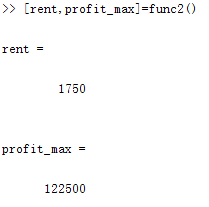 >> [rent,profit_max]=func2()
rent =
1750
profit_max =
122500